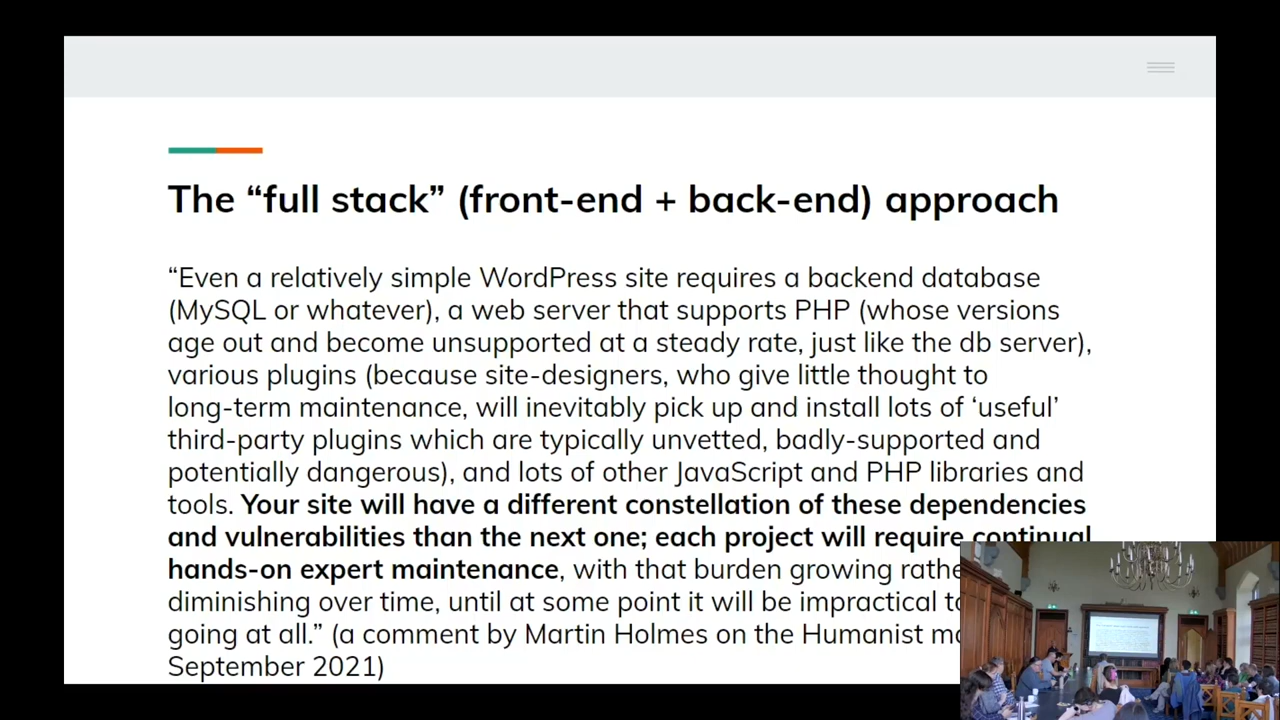 The “full stack” (front-end + back-end) approach
“Even a relatively simple WordPress site requires a backend database
(MySQL or whatever), a web server that supports PHP (whose versions
age out and become unsupported at a steady rate, just like the db server),
various plugins (because site-designers, who give little thought to
long-term maintenance, will inevitably pick up and install lots of ‘useful’
third-party plugins which are typically unvetted, badly-supported and
potentially dangerous), and lots of other JavaScript and PHP libraries and
tools. Your site will have a different constellation of these dependencies
and vulnerabilities than the next one; each project will require continual
hands-on expert maintenance, with that burden growing
diminishing over time, until at some point it will be impractical
going at all.” (a comment by Martin Holmes on the Humanist
September 2021)